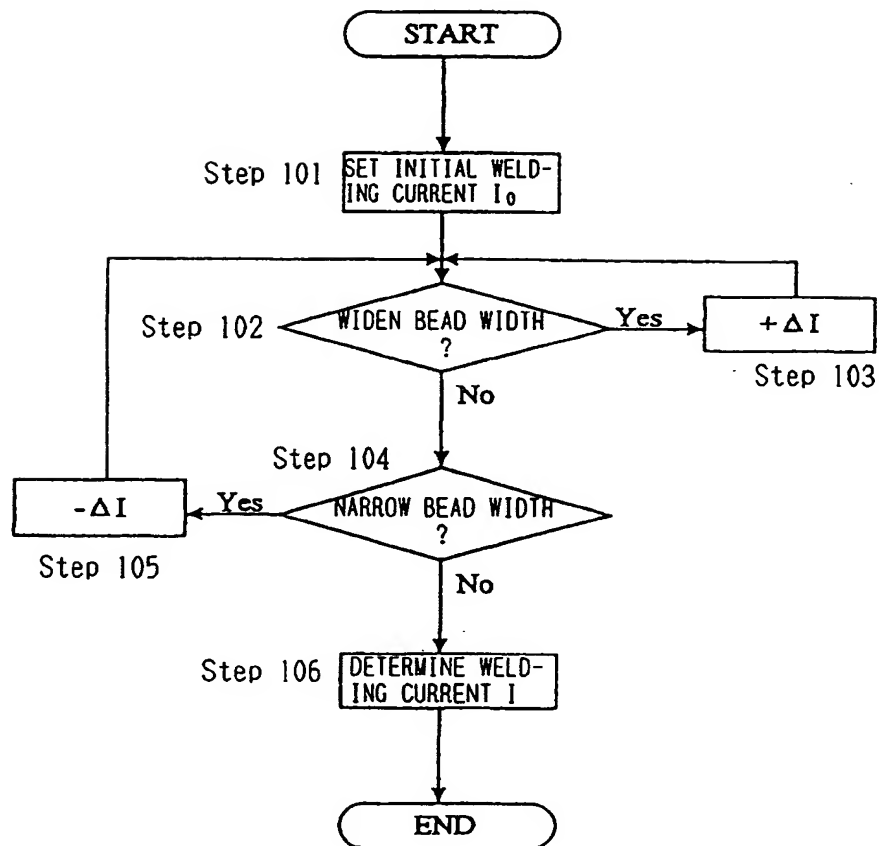 START
Step 101
SET INITIAL WELD-
ING CURRENT I₀
Step 102
WIDEN BEAD WIDTH
?
Yes
+ΔI
Step 103
No
Step 104
NARROW BEAD WIDTH
?
Yes
-ΔI
Step 105
No
Step 106
DETERMINE WELD-
ING CURRENT I
END